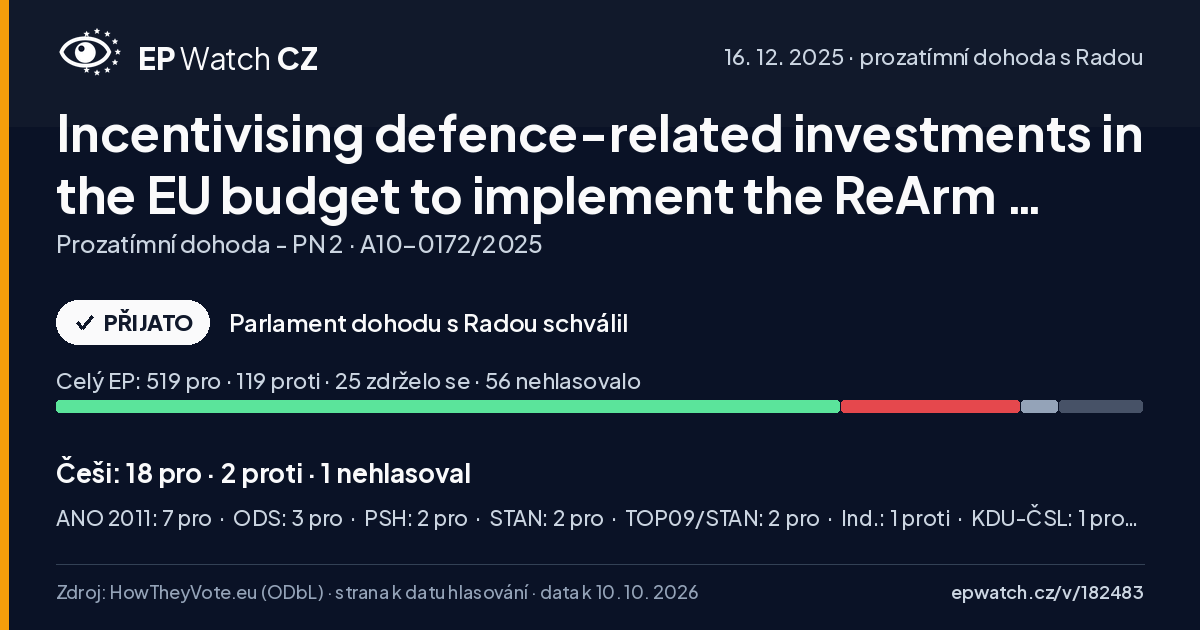 EP Watch CZ
16. 12. 2025 · prozatímní dohoda s Radou
Incentivising defence-related investments in
the EU budget to implement the ReArm ...
Prozatímní dohoda - PN 2 · A10-0172/2025
✓ PŘIJATO
Parlament dohodu s Radou schválil
Celý EP: 519 pro · 119 proti · 25 zdrželo se · 56 nehlasovalo
Češi: 18 pro · 2 proti · 1 nehlasoval
ANO 2011: 7 pro · ODS: 3 pro · PSH: 2 pro · STAN: 2 pro · TOP09/STAN: 2 pro · Ind.: 1 proti · KDU-ČSL: 1 pro...
Zdroj: HowTheyVote.eu (ODbL) · strana k datu hlasování · data k 10. 10. 2026
epwatch.cz/v/182483